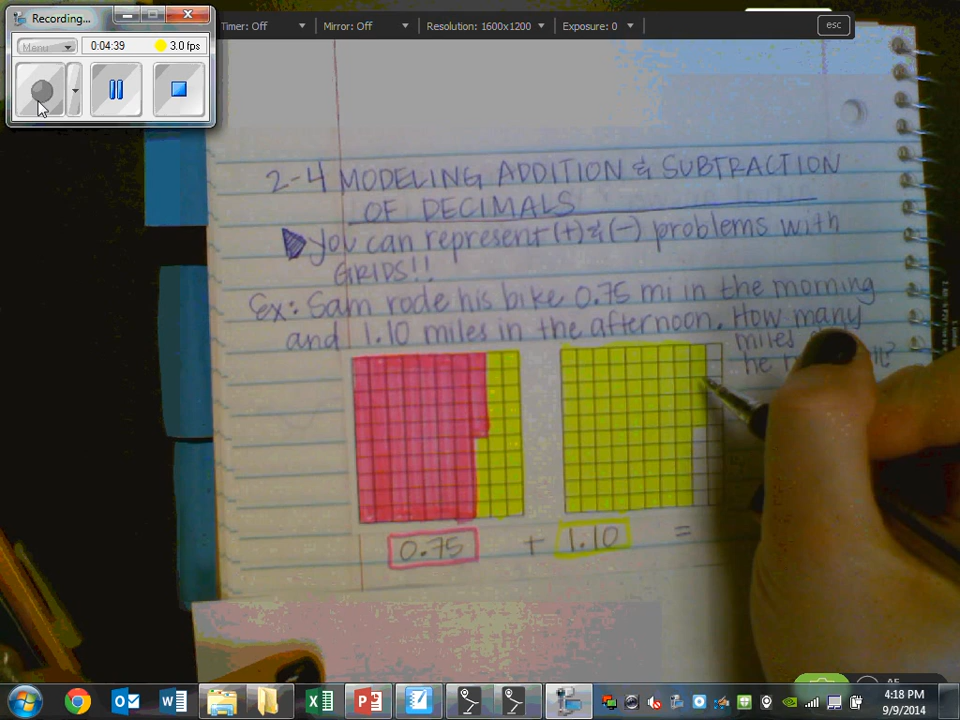 Recording...
Timer: Off
Mirror: Off
Resolution: 1600x1200
Exposure: 0
esc
Menu
0:04:39
3.0 fps
2-4 MODELING ADDITION & SUBTRACTION
OF DECIMALS
You can represent (+) & (-) problems with
GRIDS!!
Ex: Sam rode his bike 0.75 mi in the morning
and 1.10 miles in the afternoon. How many
miles
he
0.75 + 1.10 =
4:18 PM
9/9/2014